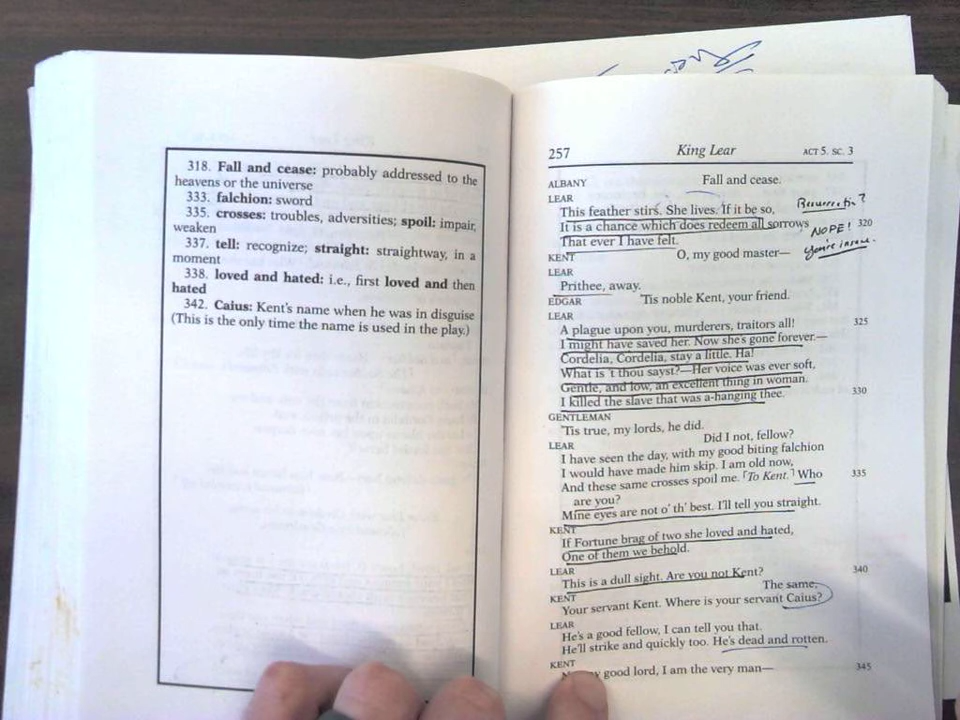 318. Fall and cease: probably addressed to the
heavens or the universe
333. falchion: sword
335. crosses: troubles, adversities; spoil: impair,
weaken
337. tell: recognize; straight: straightway, in a
moment
338. loved and hated: i.e., first loved and then
hated
342. Caius: Kent's name when he was in disguise
(This is the only time the name is used in the play.)
257 King Lear ACT 5. SC. 3
ALBANY Fall and cease.
LEAR
This feather stirs. She lives. If it be so, Resurrection?
It is a chance which does redeem all sorrows 320
That ever I have felt. NOPE!
KENT O, my good master—
LEAR
Prithee, away.
EDGAR 'Tis noble Kent, your friend.
LEAR
A plague upon you, murderers, traitors all! 325
I might have saved her. Now she's gone forever.—
Cordelia, Cordelia, stay a little. Ha!
What is 't thou sayst?—Her voice was ever soft,
Gentle, and low, an excellent thing in woman.
I killed the slave that was a-hanging thee. 330
GENTLEMAN
'Tis true, my lords, he did.
LEAR Did I not, fellow?
I have seen the day, with my good biting falchion
I would have made him skip. I am old now,
And these same crosses spoil me. ⌜To Kent.⌝ Who 335
are you?
Mine eyes are not o' th' best. I'll tell you straight.
KENT
If Fortune brag of two she loved and hated,
One of them we behold.
LEAR
This is a dull sight. Are you not Kent? 340
KENT The same,
Your servant Kent. Where is your servant Caius?
LEAR
He's a good fellow, I can tell you that.
He'll strike and quickly too. He's dead and rotten.
KENT
good lord, I am the very man— 345